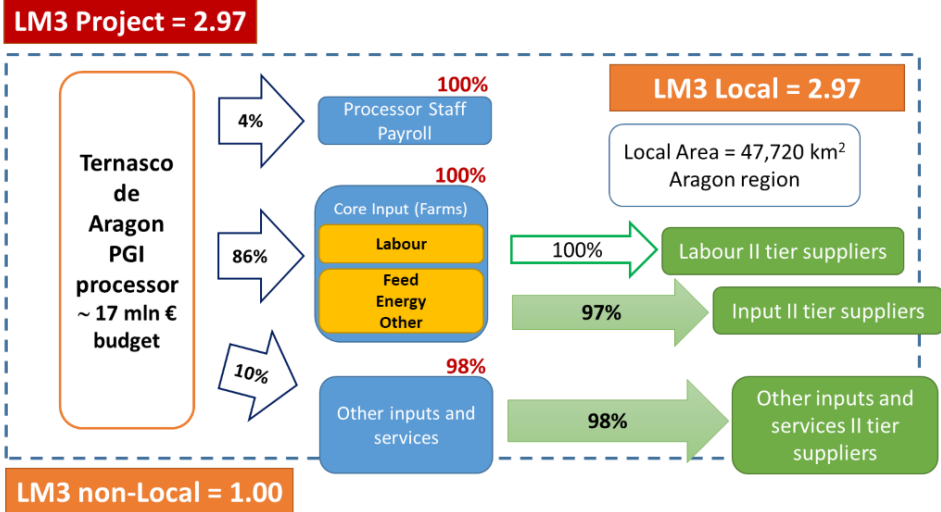 LM3 Project = 2.97
LM3 Local = 2.97
Local Area = 47,720 km²
Aragon region
Ternasco
de
Aragon
PGI
processor
~ 17 mln €
budget
4%
100%
Processor Staff
Payroll
86%
100%
Core Input (Farms)
Labour
Feed
Energy
Other
100%
Labour II tier suppliers
97%
Input II tier suppliers
10%
98%
Other inputs and
services
98%
Other inputs and
services II tier
suppliers
LM3 non-Local = 1.00